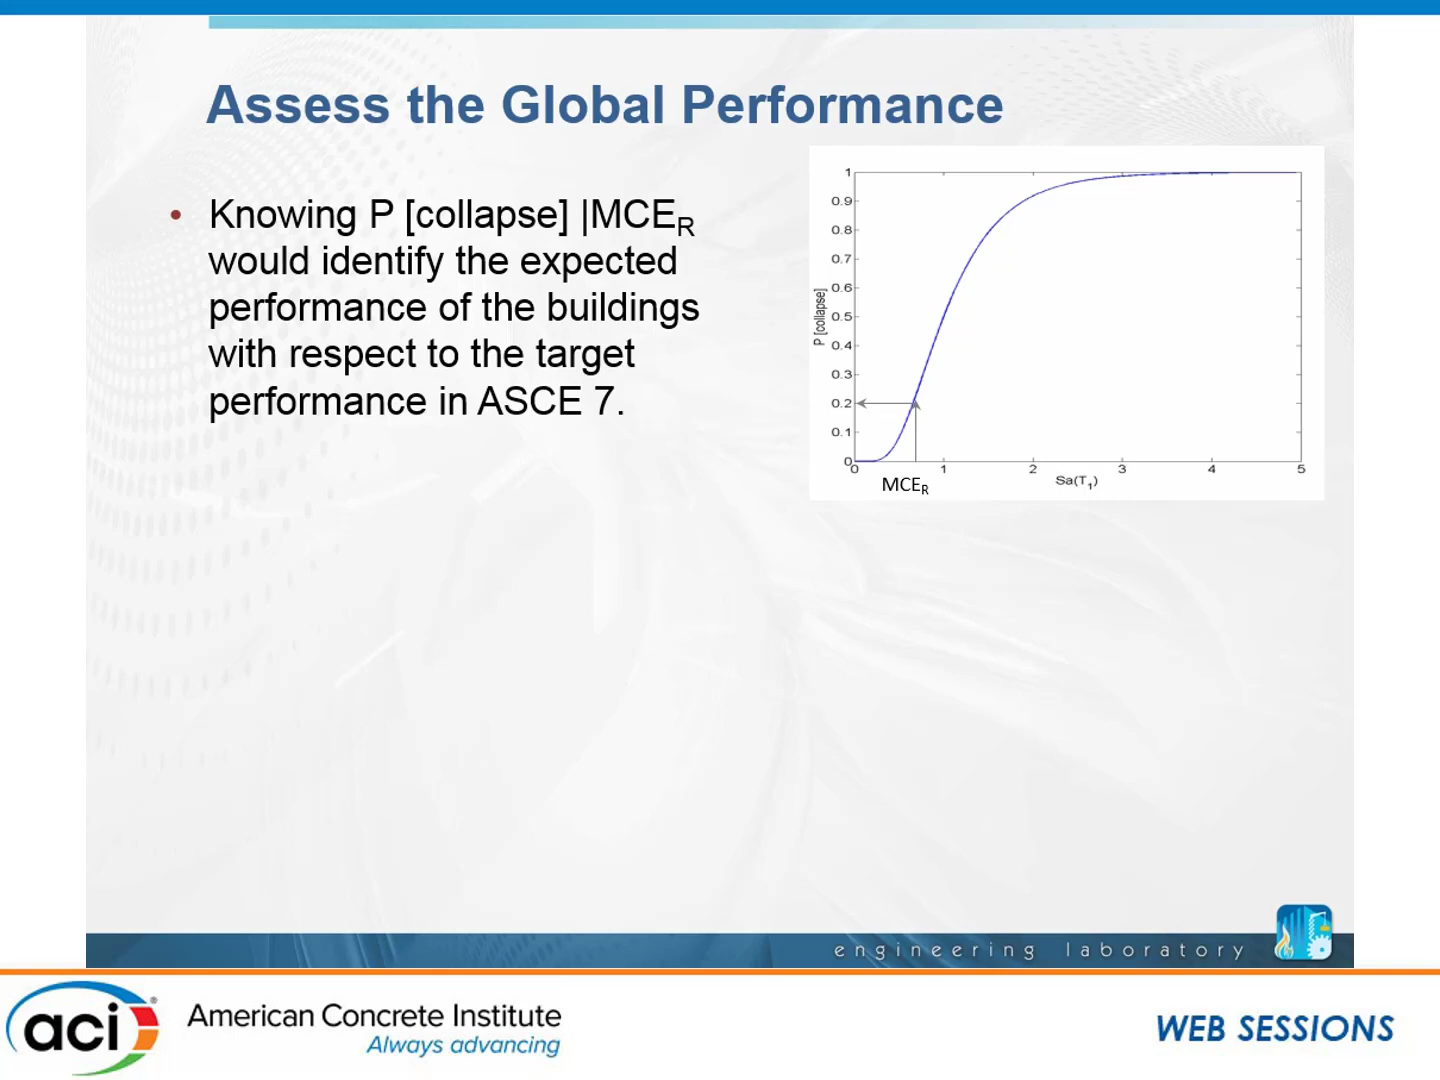 Assess the Global Performance
• Knowing P [collapse] |MCER
would identify the expected
performance of the buildings
with respect to the target
performance in ASCE 7.
1
0.9
0.8
0.7
0.6
0.5
0.4
0.3
0.2
0.1
0
P [collapse]
0 1 2 3 4 5
MCER
Sa(T1)
engineering laboratory
aci®
American Concrete Institute
Always advancing
WEB SESSIONS